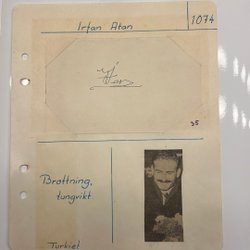 Irfan Atan
1074
35
Brottning,
tungvikt.
Turkiet